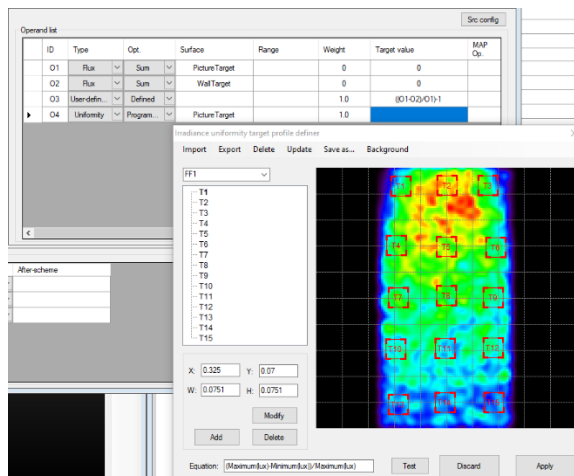 Src config
Operand list
ID Type Opt. Surface Range Weight Target value MAP Op.
O1 Flux Sum PictureTarget 0 0
O2 Flux Sum WallTarget 0 0
O3 User-defin... Defined 1.0 ((O1-O2)/O1)-1
O4 Uniformity Program... PictureTarget 1.0
Irradiance uniformity target profile definer
Import Export Delete Update Save as... Background
FF1
T1
T2
T3
T4
T5
T6
T7
T8
T9
T10
T11
T12
T13
T14
T15
T1 T2 T3
T4 T5 T6
T7 T8 T9
T10 T11 T12
After-scheme
X: 0.325 Y: 0.07
W: 0.0751 H: 0.0751
Modify
Add Delete
Equation: (Maximum(lux)-Minimum(lux))/Maximum(lux) Test Discard Apply